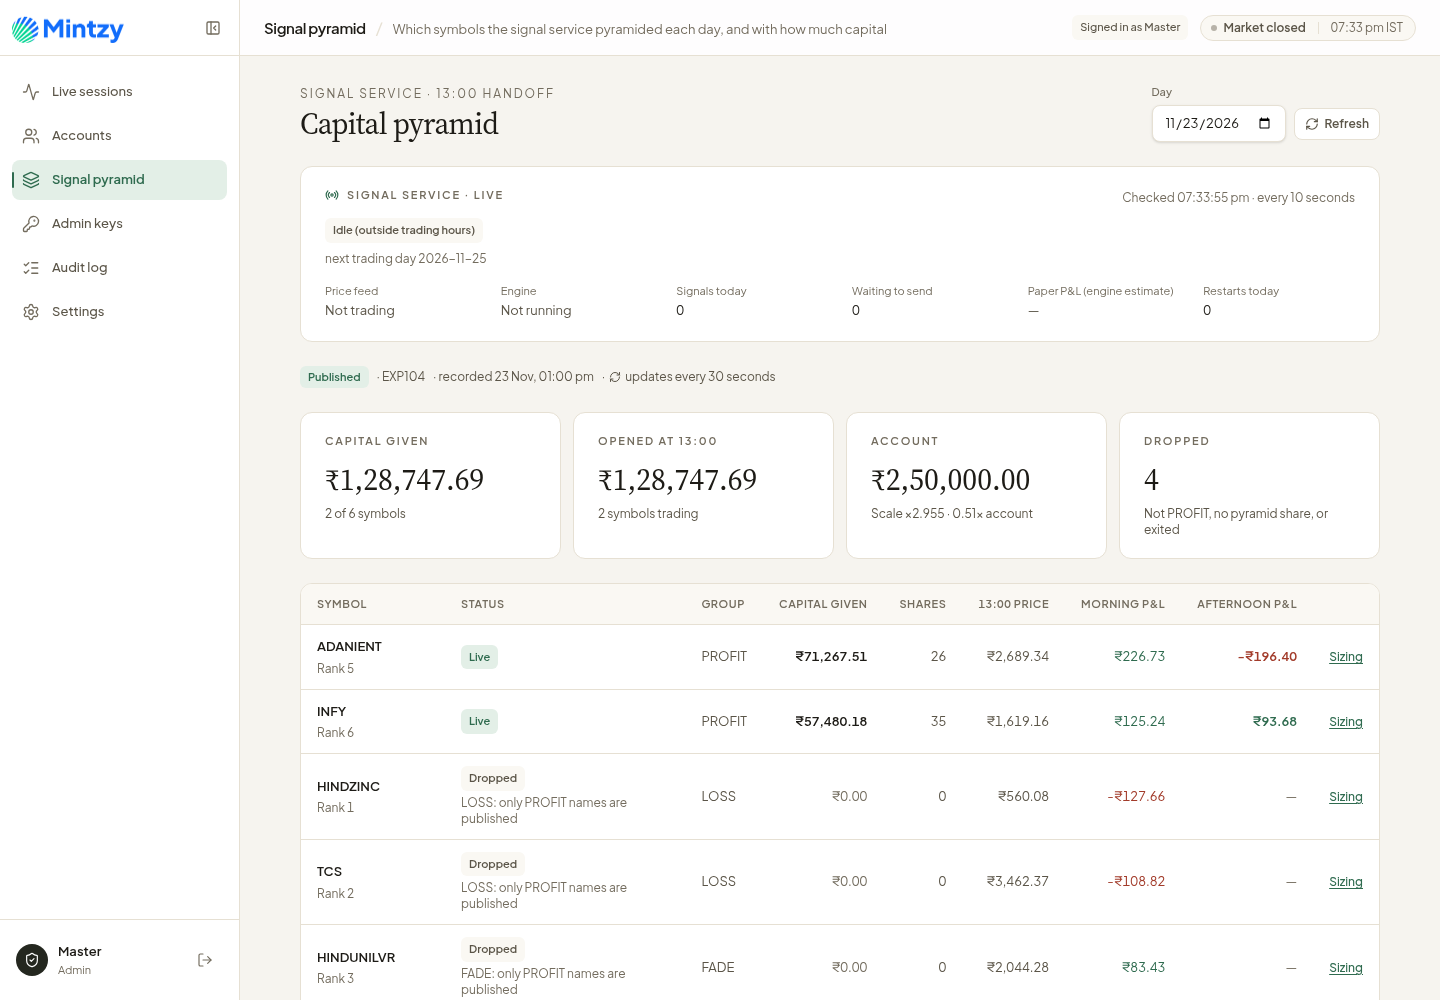 Mintzy
Signal pyramid / Which symbols the signal service pyramided each day, and with how much capital
Signed in as Master
Market closed | 07:33 pm IST
Live sessions
Accounts
Signal pyramid
Admin keys
Audit log
Settings
Master
Admin
SIGNAL SERVICE · 13:00 HANDOFF
Capital pyramid
Day
11/23/2026
Refresh
SIGNAL SERVICE · LIVE
Checked 07:33:55 pm · every 10 seconds
Idle (outside trading hours)
next trading day 2026-11-25
Price feed
Not trading
Engine
Not running
Signals today
0
Waiting to send
0
Paper P&L (engine estimate)
—
Restarts today
0
Published · EXP104 · recorded 23 Nov, 01:00 pm · updates every 30 seconds
CAPITAL GIVEN
₹1,28,747.69
2 of 6 symbols
OPENED AT 13:00
₹1,28,747.69
2 symbols trading
ACCOUNT
₹2,50,000.00
Scale ×2.955 · 0.51× account
DROPPED
4
Not PROFIT, no pyramid share, or
exited
SYMBOL STATUS GROUP CAPITAL GIVEN SHARES 13:00 PRICE MORNING P&L AFTERNOON P&L
ADANIENT
Rank 5
Live PROFIT ₹71,267.51 26 ₹2,689.34 ₹226.73 -₹196.40 Sizing
INFY
Rank 6
Live PROFIT ₹57,480.18 35 ₹1,619.16 ₹125.24 ₹93.68 Sizing
HINDZINC
Rank 1
Dropped
LOSS: only PROFIT names are
published
LOSS ₹0.00 0 ₹560.08 -₹127.66 — Sizing
TCS
Rank 2
Dropped
LOSS: only PROFIT names are
published
LOSS ₹0.00 0 ₹3,462.37 -₹108.82 — Sizing
HINDUNILVR
Rank 3
Dropped
FADE: only PROFIT names are
published
FADE ₹0.00 0 ₹2,044.28 ₹83.43 — Sizing